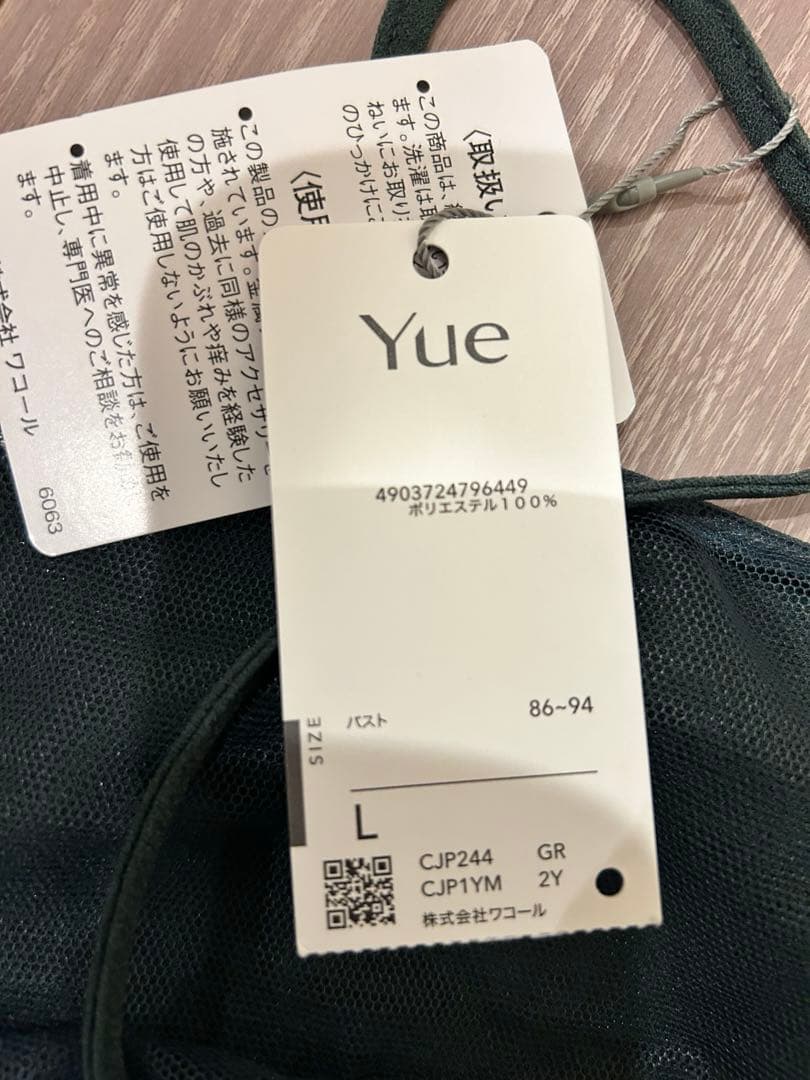 Yue
4903724796449
ポリエステル100%
SIZE
バスト
86~94
L
CJP244 GR
CJP1YM 2Y
株式会社ワコール
〈取扱い
●この商品は、
ます。洗濯は取
ねいにお取り
のひっかけに
〈使用
●この製品の
施されています。金属
の方や、過去に同様のアクセサリーを
使用して肌のかぶれや痒みを経験した
方はご使用しないようにお願いいたし
ます。
●着用中に異常を感じた方は、ご使用を
中止し、専門医へのご相談をお
ます。
式会社 ワコール
6063